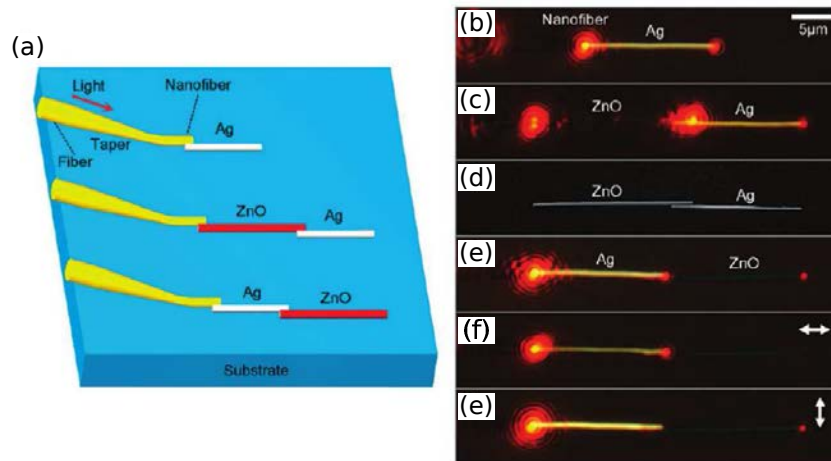 (a)
Light
Nanofiber
Ag
Taper
Fiber
ZnO
Ag
Ag
ZnO
Substrate
(b)
Nanofiber
Ag
5μm
(c)
ZnO
Ag
(d)
ZnO
Ag
(e)
Ag
ZnO
(f)
(e)